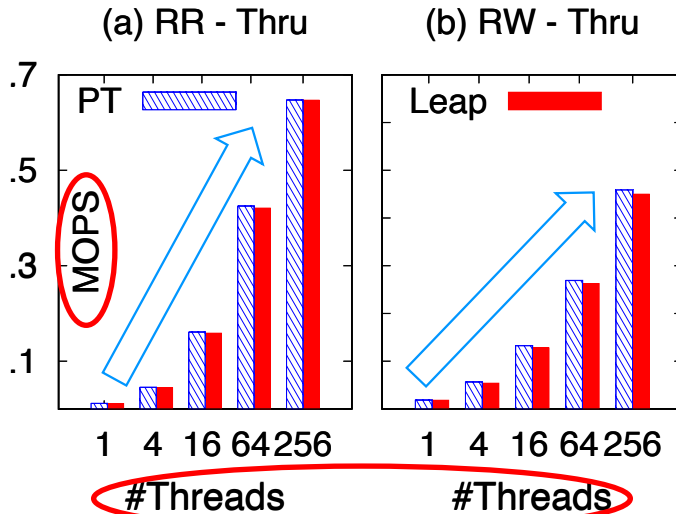 (a) RR - Thru (b) RW - Thru
.7
PT
Leap
.5
MOPS
.3
.1
1 4 16 64 256 1 4 16 64 256
#Threads #Threads